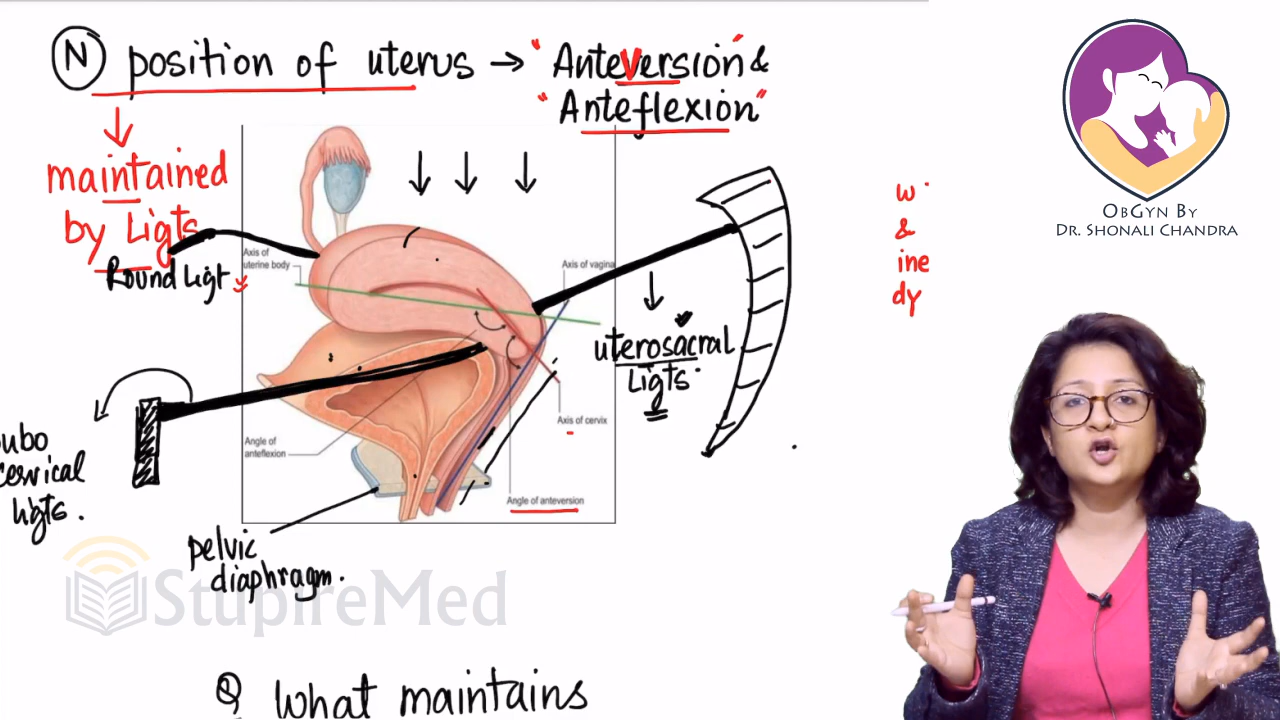 N position of uterus → "Anteversion" &
"Anteflexion"
maintained
by Ligts
Round Ligt
Axis of
uterine body
Axis of vagina
uterosacral
Ligts.
Axis of cervix
Angle of
anteflexion
Angle of anteversion
ubo
cervical
ligts.
pelvic
diaphragm.
Q What maintains
w
&
ine
dy
ObGyn By
Dr. Shonali Chandra
StupireMed